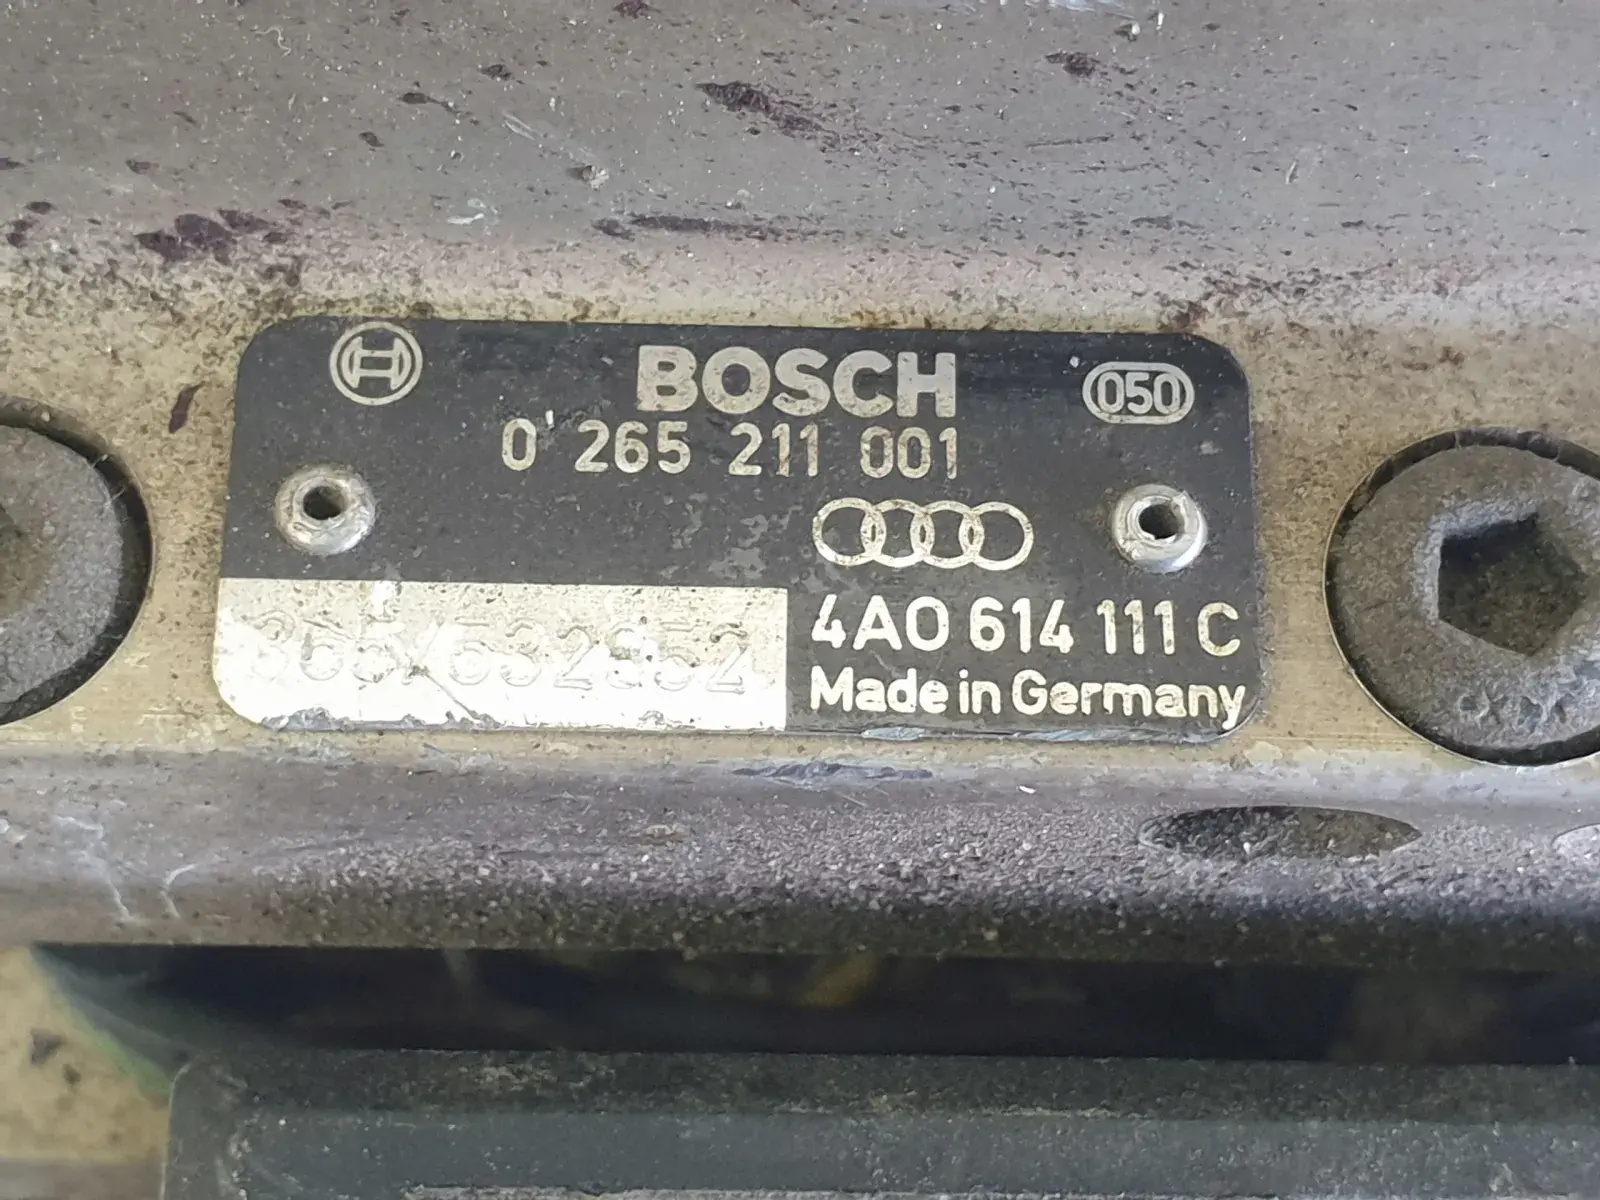 BOSCH
050
0 265 211 001
4A0 614 111 C
Made in Germany